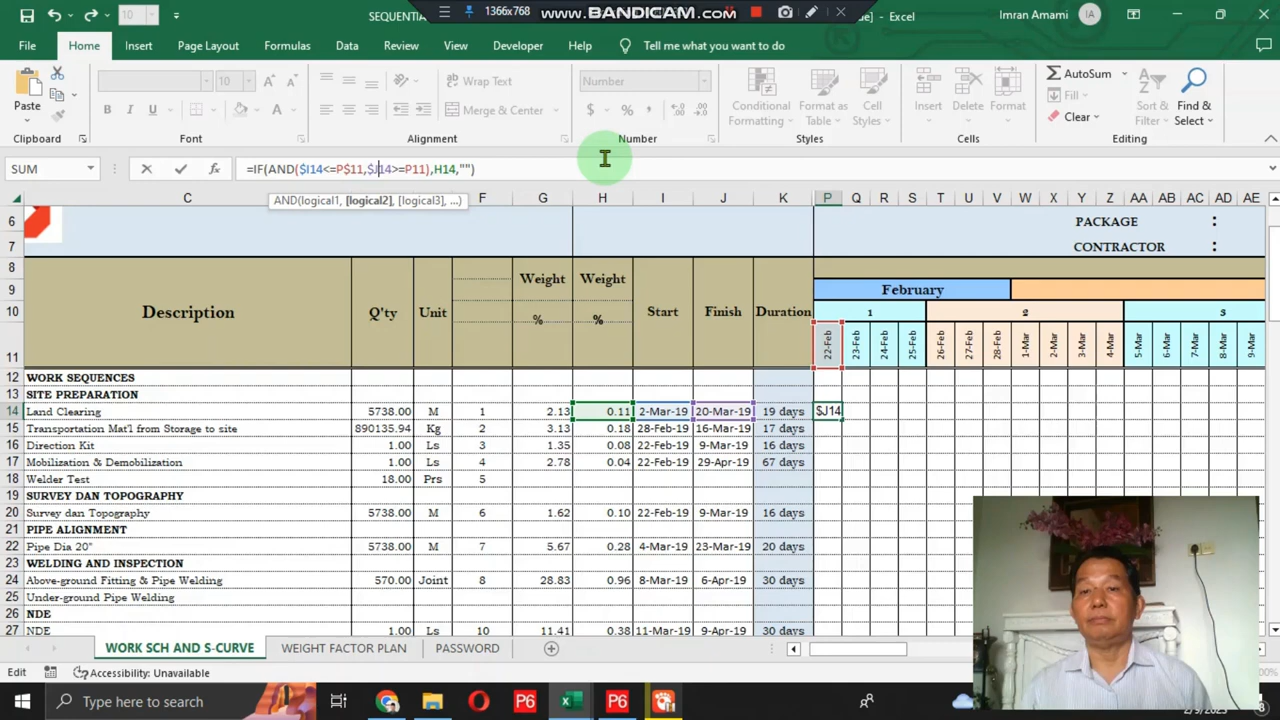 SEQUENTIA
1366x768
www.BANDICAM.com
e] - Excel
Imran Amami
IA
10
File
Home
Insert
Page Layout
Formulas
Data
Review
View
Developer
Help
Tell me what you want to do
Paste
10
B I U
Wrap Text
Merge & Center
Number
$ %
Conditional Formatting
Format as Table
Cell Styles
Insert
Delete
Format
AutoSum
Fill
Clear
Sort & Filter
Find & Select
Clipboard
Font
Alignment
Number
Styles
Cells
Editing
SUM
fx
=IF(AND($I14<=P$11,$J14>=P11),H14,"")
AND(logical1, [logical2], [logical3], ...)
C F G H I J K P Q R S T U V W X Y Z AA AB AC AD AE
6 PACKAGE :
7 CONTRACTOR :
8 Weight Weight
9 February
10 Description Q'ty Unit % % Start Finish Duration 1 2 3
11 22-Feb 23-Feb 24-Feb 25-Feb 26-Feb 27-Feb 28-Feb 1-Mar 2-Mar 3-Mar 4-Mar 5-Mar 6-Mar 7-Mar 8-Mar 9-Mar
12 WORK SEQUENCES
13 SITE PREPARATION
14 Land Clearing 5738.00 M 1 2.13 0.11 2-Mar-19 20-Mar-19 19 days $J14
15 Transportation Mat'l from Storage to site 890135.94 Kg 2 3.13 0.18 28-Feb-19 16-Mar-19 17 days
16 Direction Kit 1.00 Ls 3 1.35 0.08 22-Feb-19 9-Mar-19 16 days
17 Mobilization & Demobilization 1.00 Ls 4 2.78 0.04 22-Feb-19 29-Apr-19 67 days
18 Welder Test 18.00 Prs 5
19 SURVEY DAN TOPOGRAPHY
20 Survey dan Topography 5738.00 M 6 1.62 0.10 22-Feb-19 9-Mar-19 16 days
21 PIPE ALIGNMENT
22 Pipe Dia 20" 5738.00 M 7 5.67 0.28 4-Mar-19 23-Mar-19 20 days
23 WELDING AND INSPECTION
24 Above-ground Fitting & Pipe Welding 570.00 Joint 8 28.83 0.96 8-Mar-19 6-Apr-19 30 days
25 Under-ground Pipe Welding
26 NDE
27 NDE 1.00 Ls 10 11.41 0.38 11-Mar-19 9-Apr-19 30 days
WORK SCH AND S-CURVE
WEIGHT FACTOR PLAN
PASSWORD
Edit
Accessibility: Unavailable
Type here to search
P6
P6